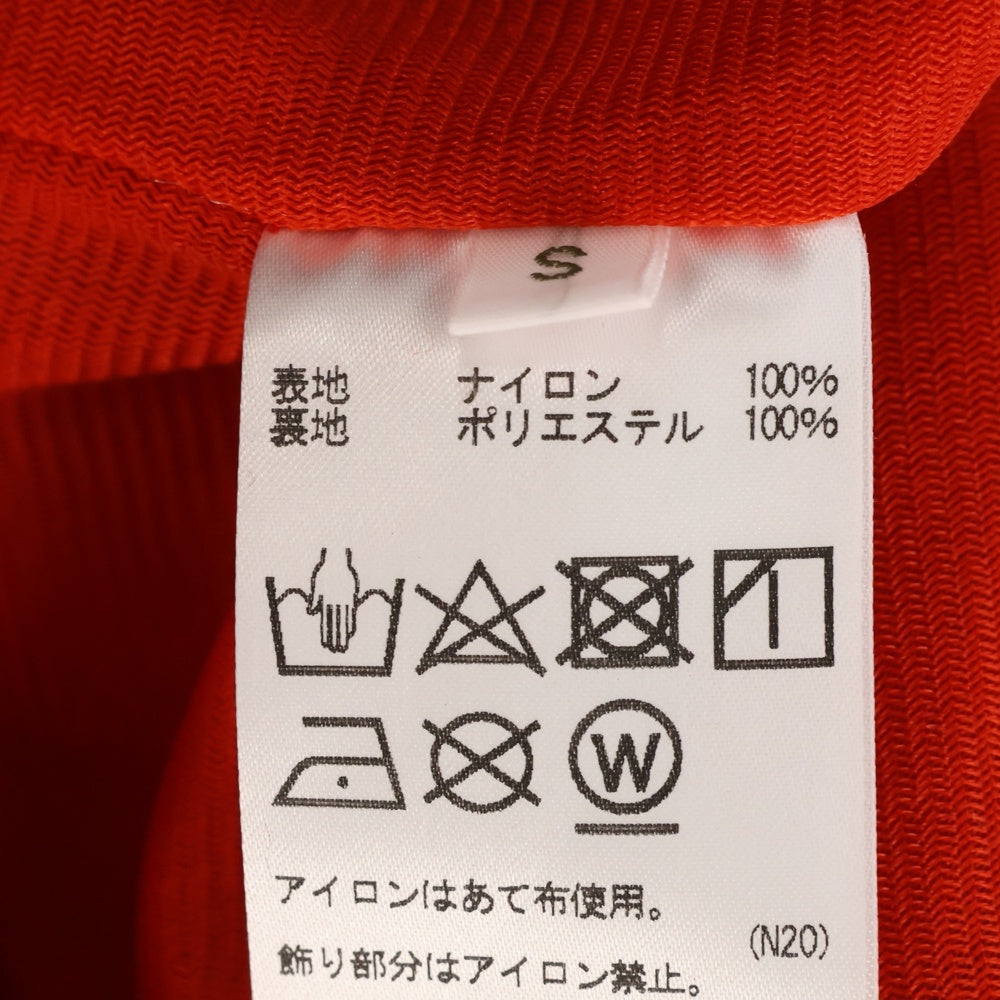 S
表地 ナイロン 100%
裏地 ポリエステル 100%
W
アイロンはあて布使用。
(N20)
飾り部分はアイロン禁止。